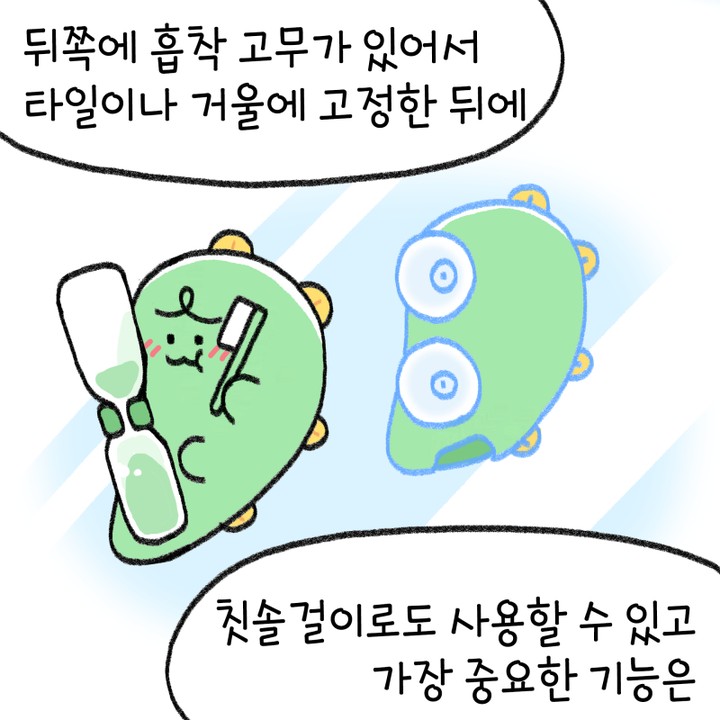 뒤쪽에 흡착 고무가 있어서
타일이나 거울에 고정한 뒤에
칫솔걸이로도 사용할 수 있고
가장 중요한 기능은